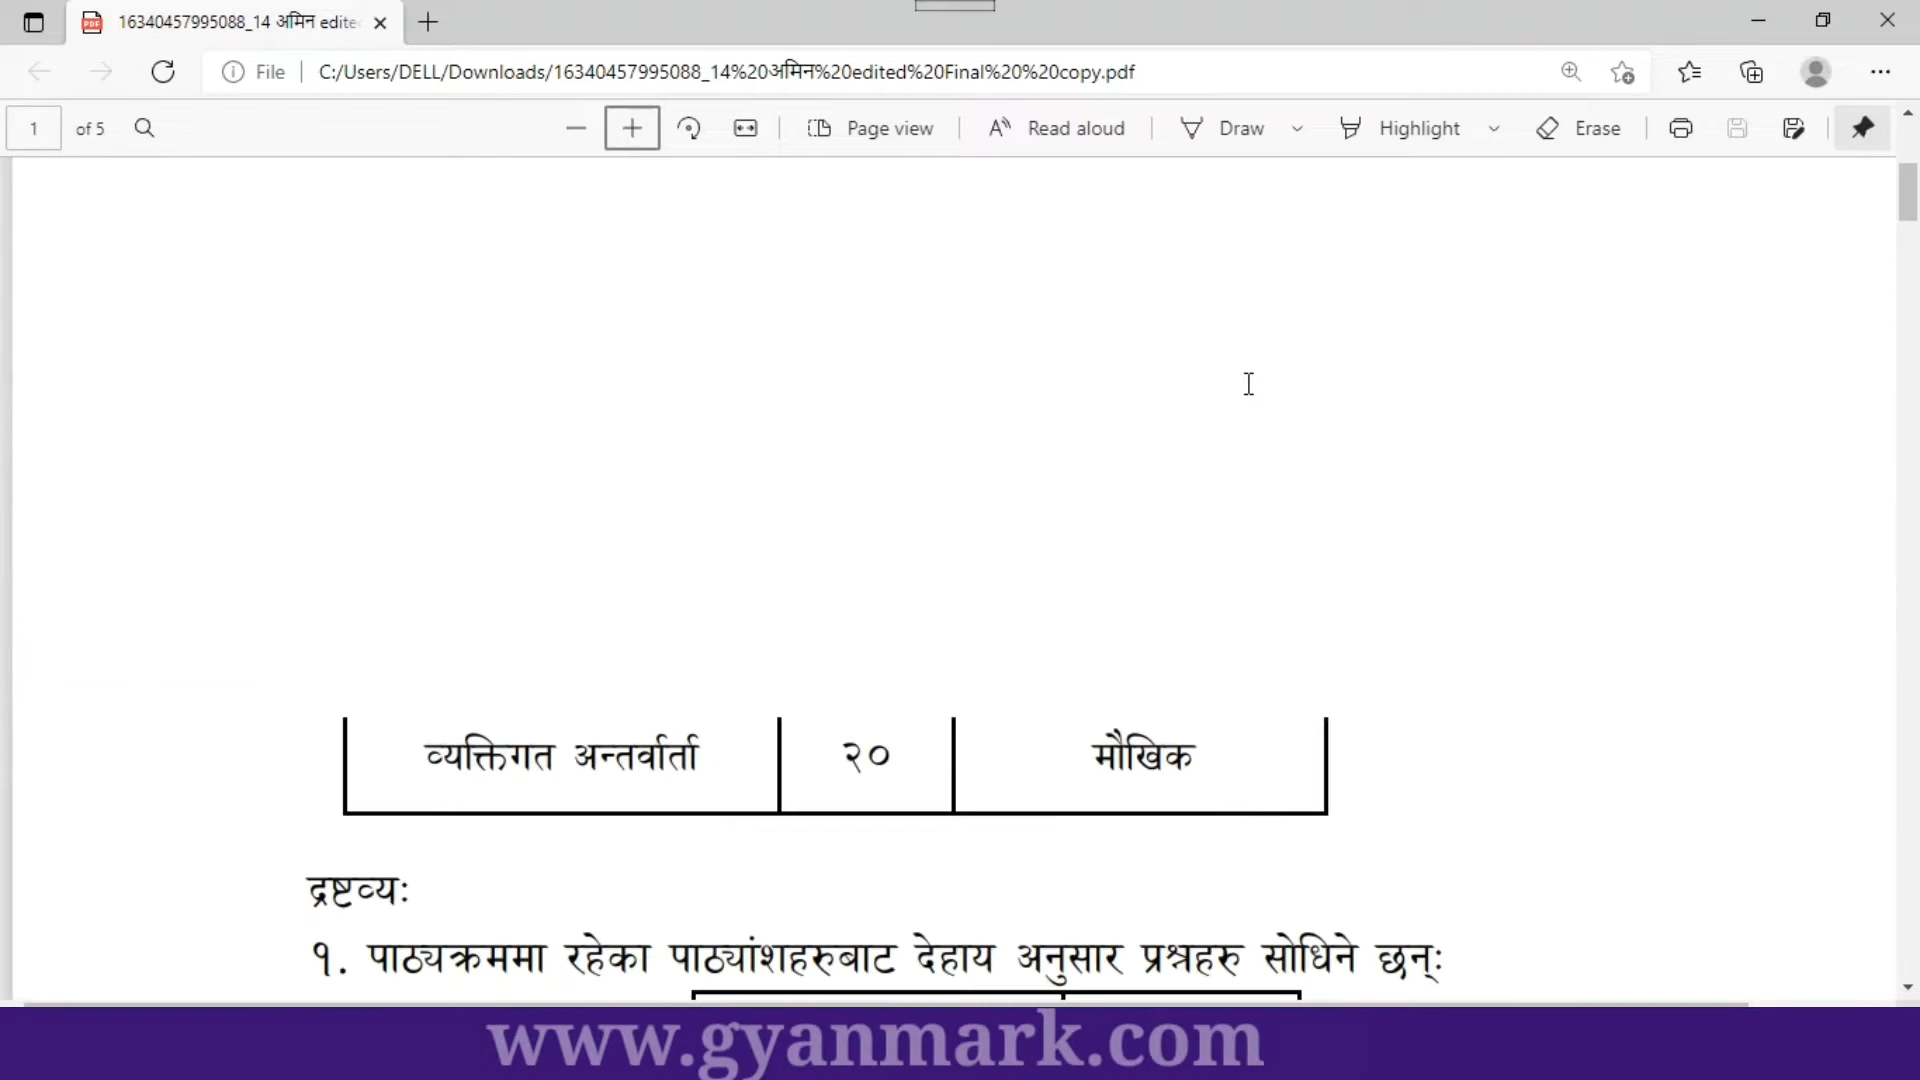 16340457995088_14 अमिन edite
File C:/Users/DELL/Downloads/16340457995088_14%20अमिन%20edited%20Final%20%20copy.pdf
1 of 5 Page view Read aloud Draw Highlight Erase
व्यक्तिगत अन्तर्वार्ता २० मौखिक
द्रष्टव्यः
१. पाठ्यक्रममा रहेका पाठ्यांशहरुबाट देहाय अनुसार प्रश्नहरु सोधिने छन्ः
www.gyanmark.com